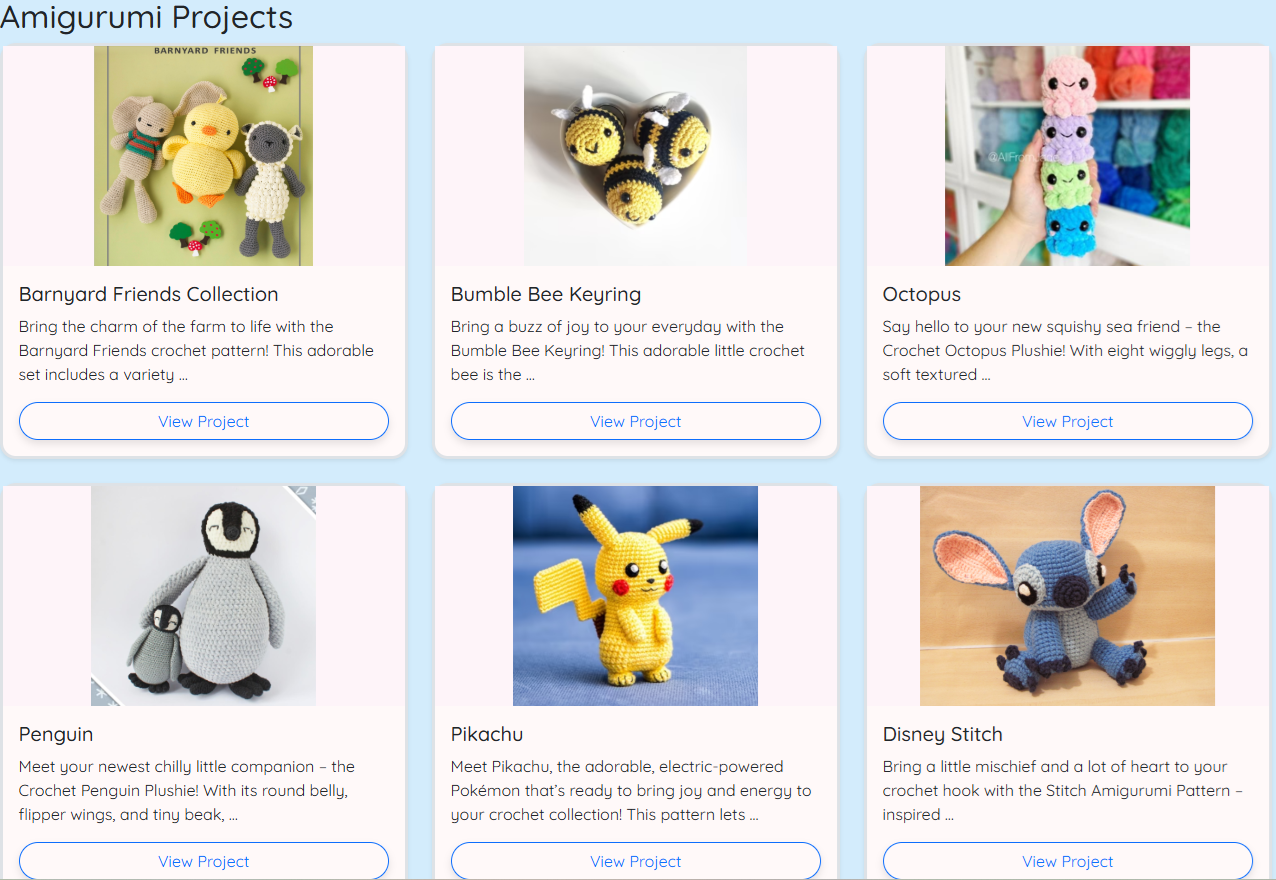 Amigurumi Projects
BARNYARD FRIENDS
@AllFrom
Barnyard Friends Collection
Bring the charm of the farm to life with the
Barnyard Friends crochet pattern! This adorable
set includes a variety ...
View Project
Bumble Bee Keyring
Bring a buzz of joy to your everyday with the
Bumble Bee Keyring! This adorable little crochet
bee is the ...
View Project
Octopus
Say hello to your new squishy sea friend – the
Crochet Octopus Plushie! With eight wiggly legs, a
soft textured ...
View Project
Penguin
Meet your newest chilly little companion – the
Crochet Penguin Plushie! With its round belly,
flipper wings, and tiny beak, ...
View Project
Pikachu
Meet Pikachu, the adorable, electric-powered
Pokémon that’s ready to bring joy and energy to
your crochet collection! This pattern lets ...
View Project
Disney Stitch
Bring a little mischief and a lot of heart to your
crochet hook with the Stitch Amigurumi Pattern –
inspired ...
View Project